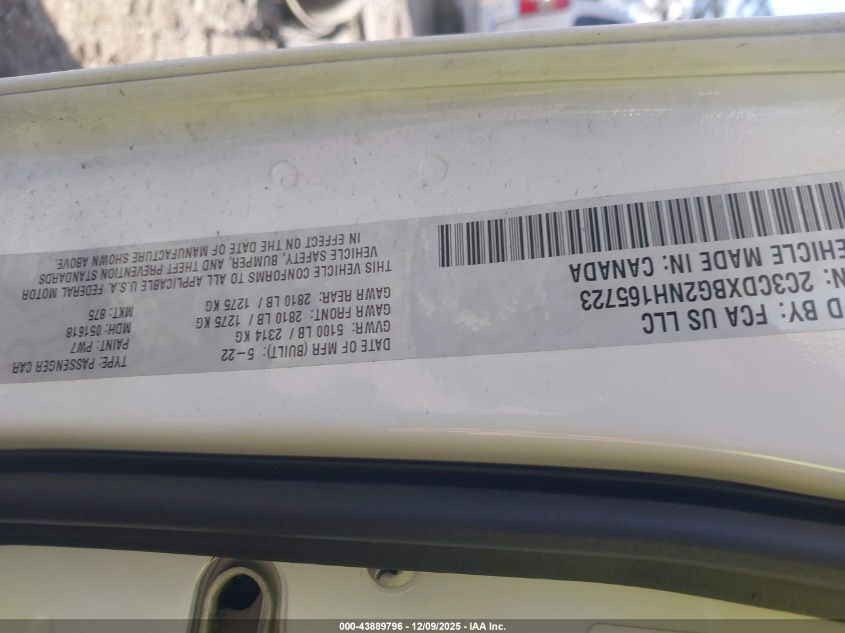 D BY: FCA US LLC
N: 2C3CDXBG2NH165723
EHICLE MADE IN: CANADA
DATE OF MFR (BUILT): 5-22
GVWR: 5100 LB / 2314 KG
GAWR FRONT: 2810 LB / 1275 KG
GAWR REAR: 2810 LB / 1275 KG
THIS VEHICLE CONFORMS TO ALL APPLICABLE U.S.A. FEDERAL MOTOR
VEHICLE SAFETY, BUMPER, AND THEFT PREVENTION STANDARDS
IN EFFECT ON THE DATE OF MANUFACTURE SHOWN ABOVE.
TYPE: PASSENGER CAR
PAINT: PW7
MDH: 051618
MKT: 875
000-43889796 - 12/09/2025 - IAA Inc.